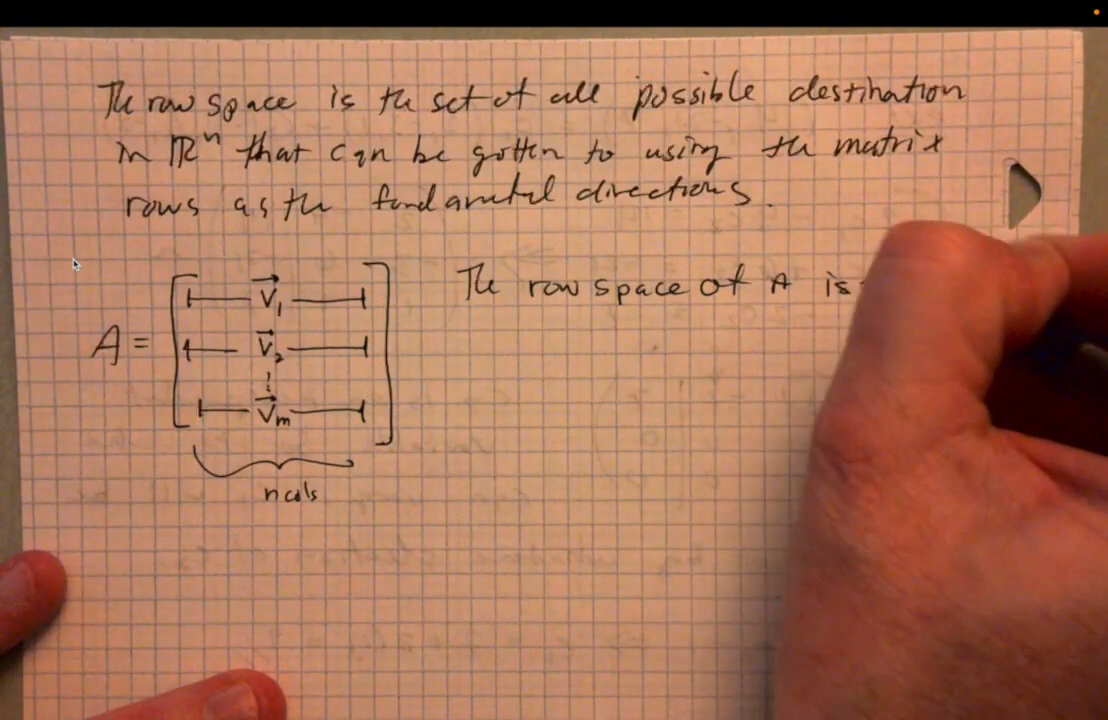 The row space is the set of all possible destination
in ℝⁿ that can be gotten to using the matrix
rows as the fundamental directions.
The row space of A is
A = [ v⃗₁
v⃗₂
⋮
v⃗ₘ ]
n cols